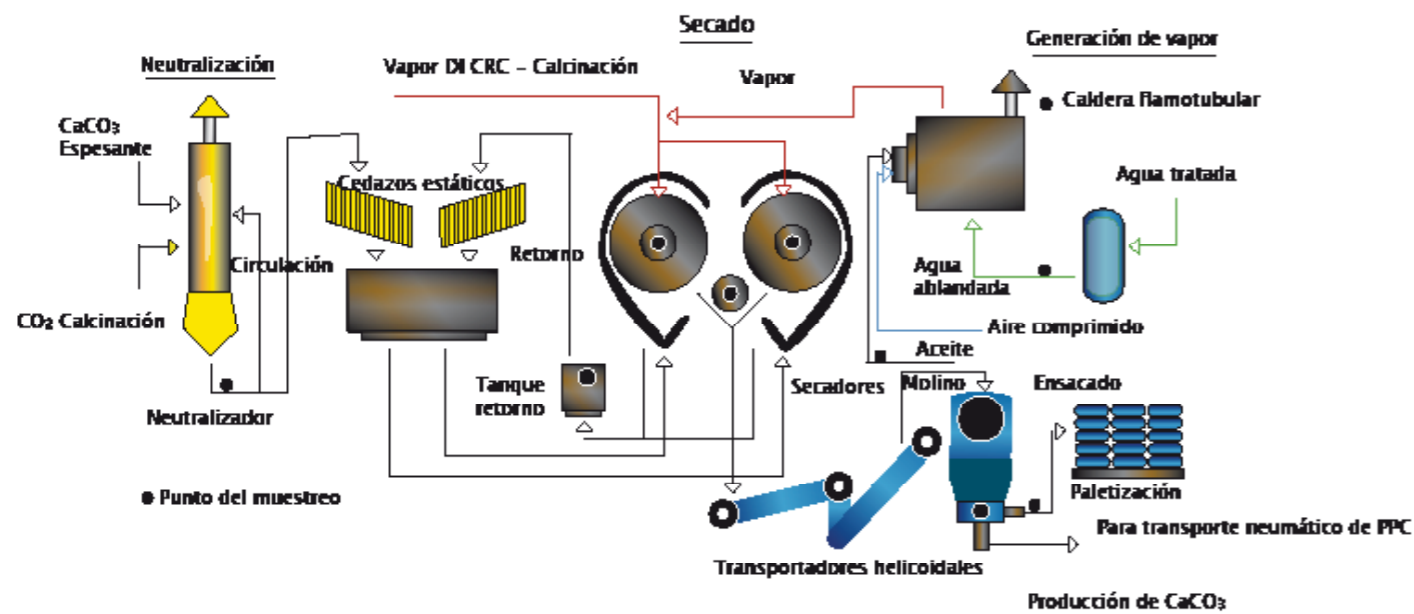 Secado
Neutralización
Vapor DI CRC – Calcinación
Vapor
Generación de vapor
Caldera flamotubular
CaCO₃
Espesante
Cedazos estáticos
Agua tratada
Circulación
Retorno
Agua
ablandada
CO₂ Calcinación
Aire comprimido
Aceite
Tanque
retorno
Secadores
Molino
Ensacado
Neutralizador
Punto del muestreo
Paletización
Para transporte neumático de PPC
Transportadores helicoidales
Producción de CaCO₃